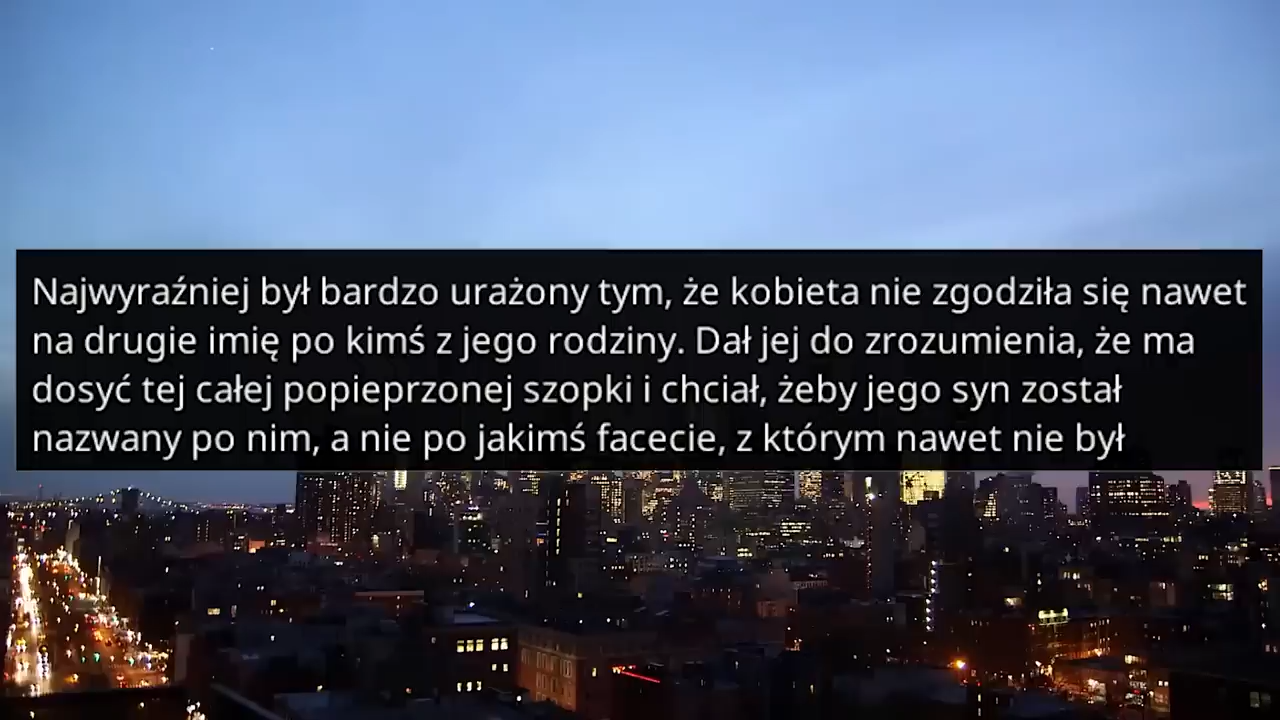 Najwyraźniej był bardzo urażony tym, że kobieta nie zgodziła się nawet
na drugie imię po kimś z jego rodziny. Dał jej do zrozumienia, że ma
dosyć tej całej popieprzonej szopki i chciał, żeby jego syn został
nazwany po nim, a nie po jakimś facecie, z którym nawet nie był